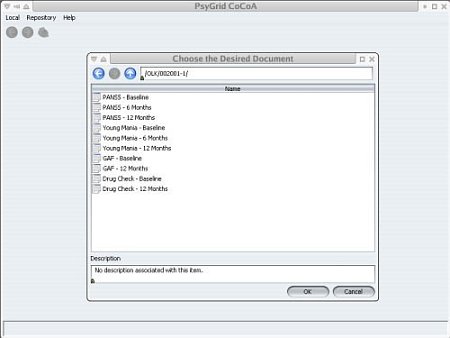 PsyGrid CoCoA
Local Repository Help
Choose the Desired Document
/OLK/002001-1/
Name
PANSS - Baseline
PANSS - 6 Months
PANSS - 12 Months
Young Mania - Baseline
Young Mania - 6 Months
Young Mania - 12 Months
GAF - Baseline
GAF - 12 Months
Drug Check - Baseline
Drug Check - 12 Months
Description
No description associated with this item.
OK Cancel